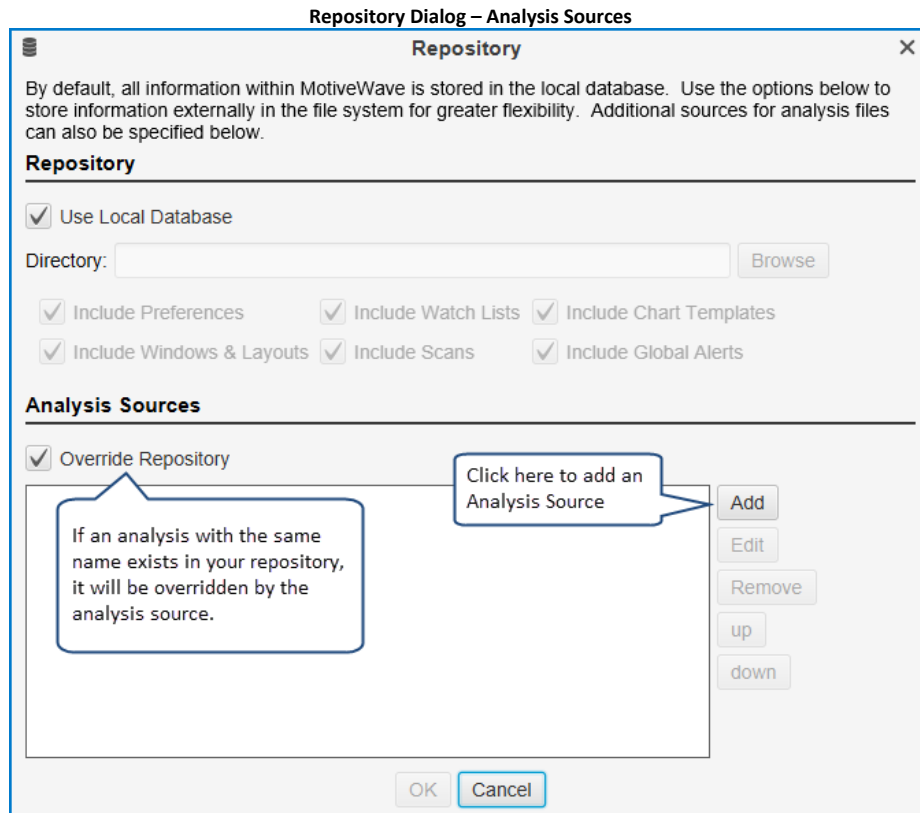 Repository Dialog – Analysis Sources
Repository
By default, all information within MotiveWave is stored in the local database.  Use the options below to
store information externally in the file system for greater flexibility.  Additional sources for analysis files
can also be specified below.
Repository
Use Local Database
Directory:
Browse
Include Preferences
Include Watch Lists
Include Chart Templates
Include Windows & Layouts
Include Scans
Include Global Alerts
Analysis Sources
Override Repository
Click here to add an
Analysis Source
Add
If an analysis with the same
name exists in your repository,
it will be overridden by the
analysis source.
Edit
Remove
up
down
OK
Cancel